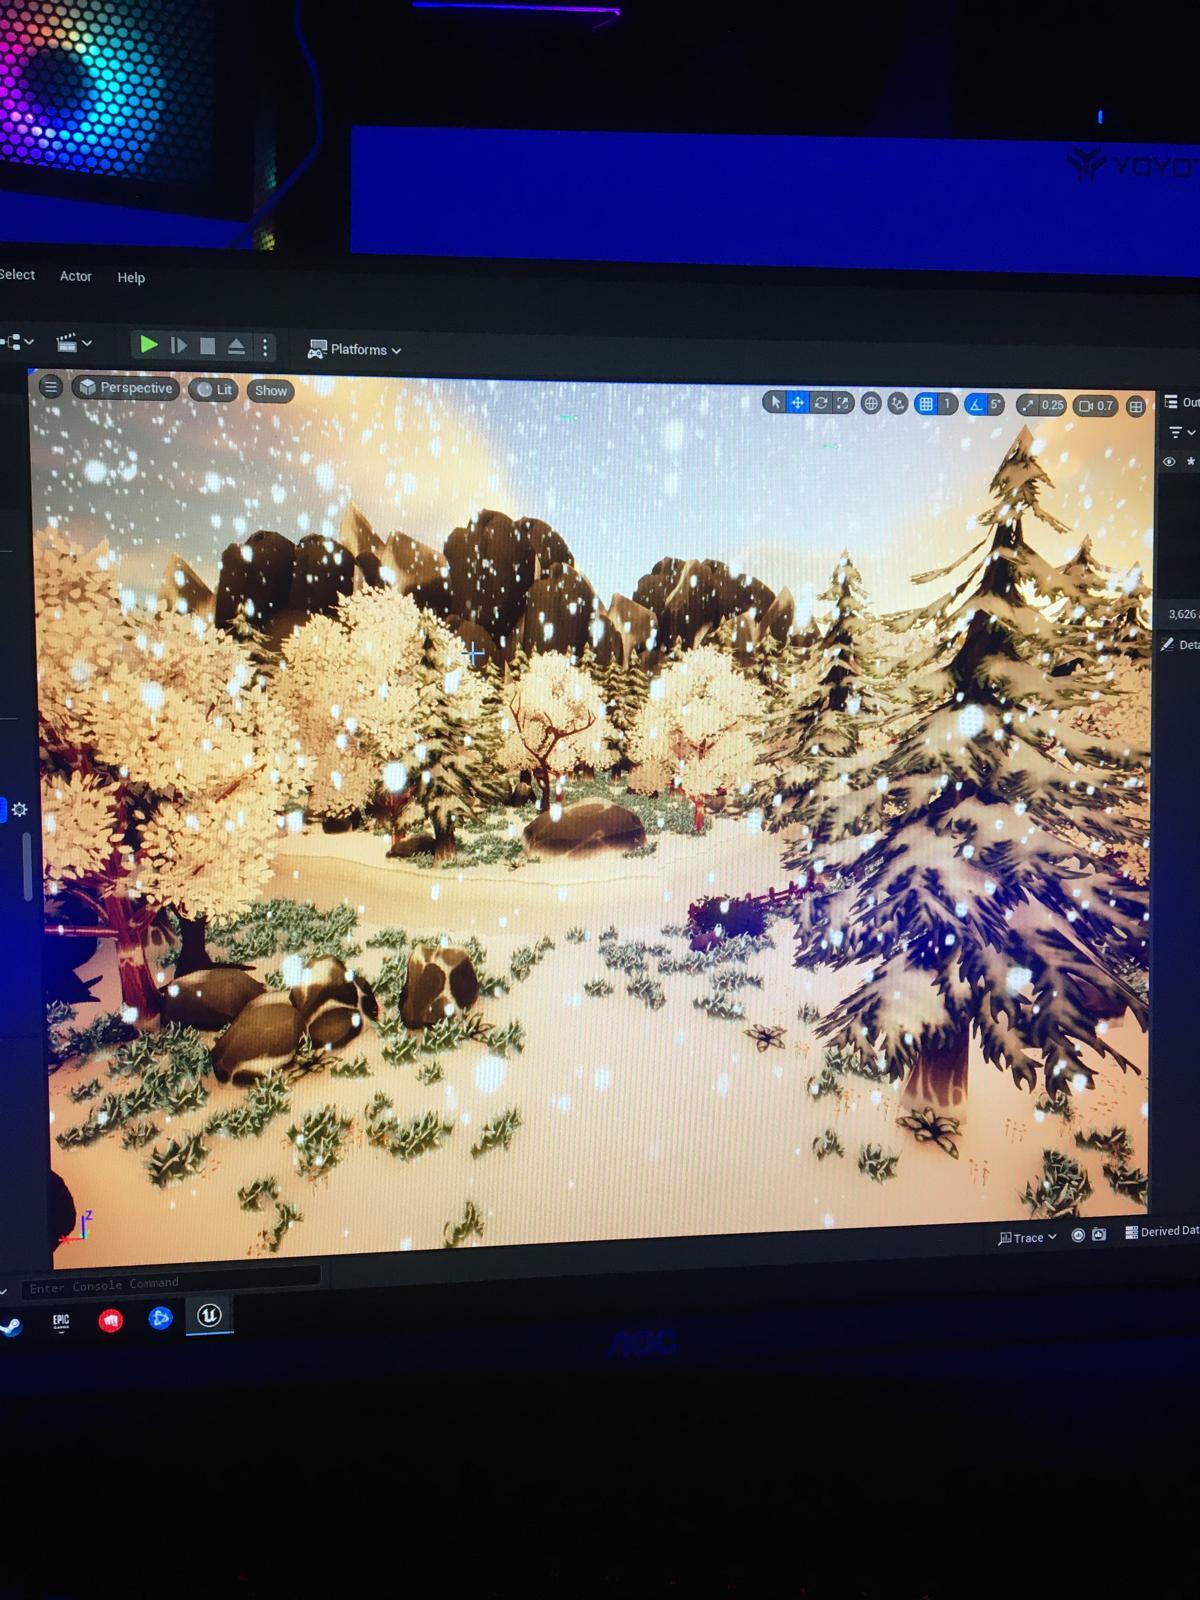 YOYO
Select Actor Help
Platforms
Perspective Lit Show
1 5° 0.25 0.7
Out
3,626
Deta
Z
Trace Derived Dat
Enter Console Command
EPIC
GAMES
AOC